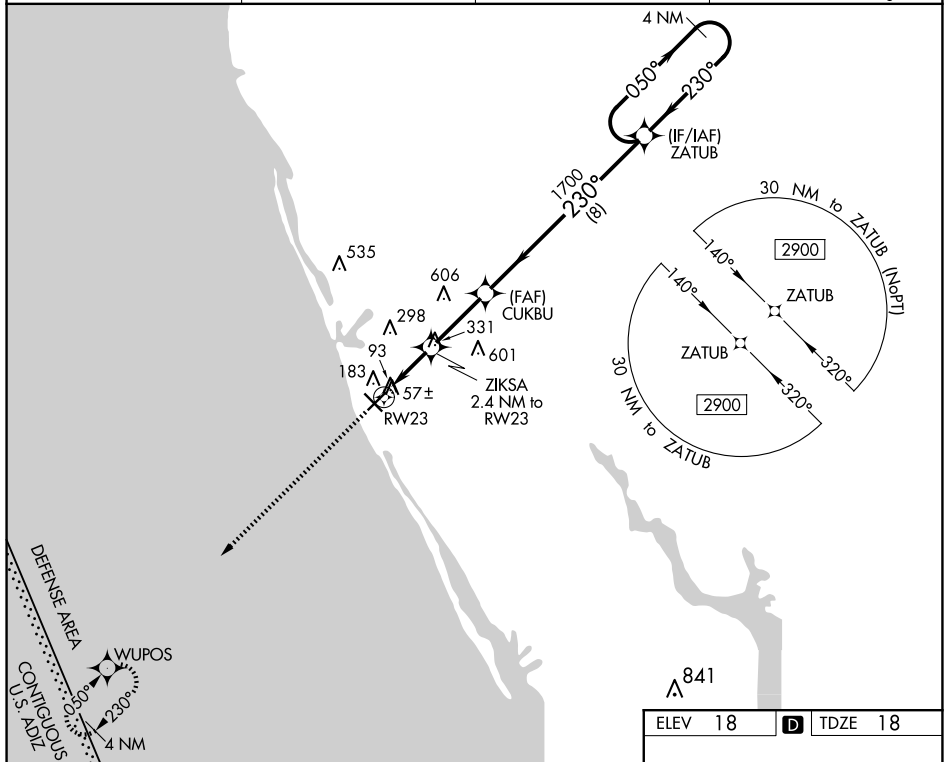 4 NM
050°
230°
(IF/IAF)
ZATUB
1700
230°
(8)
30 NM to ZATUB (NoPT)
2900
140°
ZATUB
320°
140°
ZATUB
320°
2900
30 NM to ZATUB
535
606
(FAF)
CUKBU
298
331
601
93
183
57±
RW23
ZIKSA
2.4 NM to
RW23
DEFENSE AREA
CONTIGUOUS
U.S. ADIZ
WUPOS
230°
4 NM
841
ELEV 18 D TDZE 18